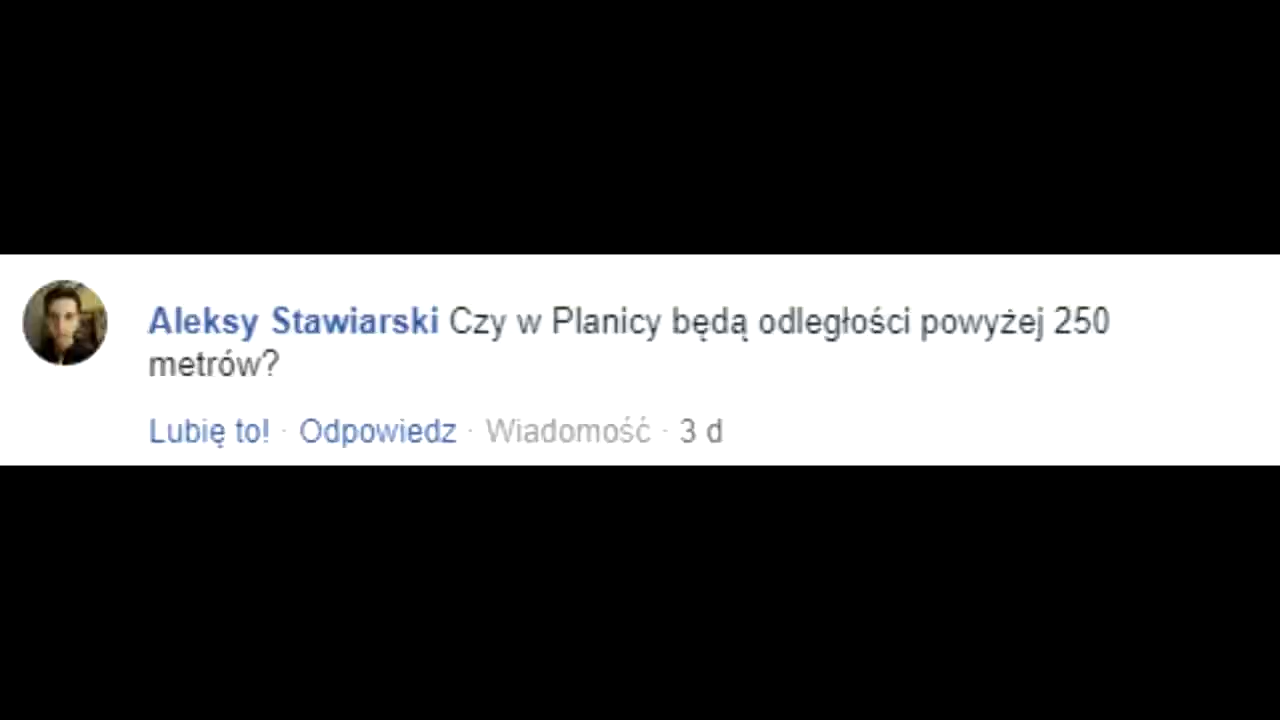 Aleksy Stawiarski Czy w Planicy będą odległości powyżej 250
metrów?
Lubię to! · Odpowiedz · Wiadomość · 3 d